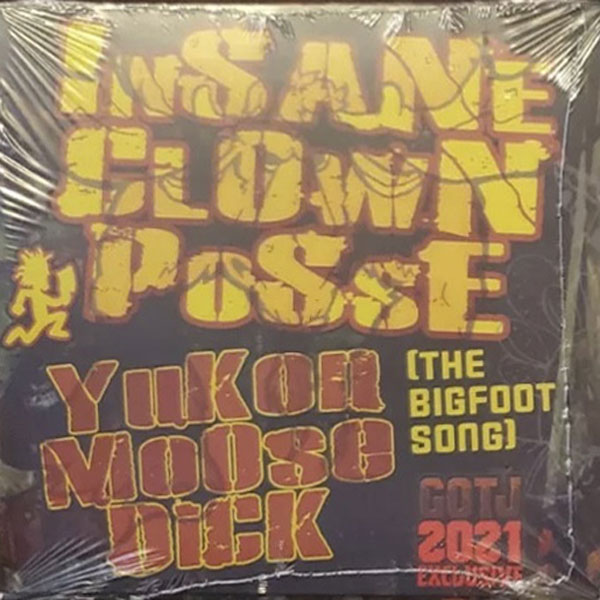 INSANE
CLOWN
POSSE
YuKon
MoOse
DiCK
(THE
BIGFOOT
SONG)
GOTJ
2021
EXCLUSIVE